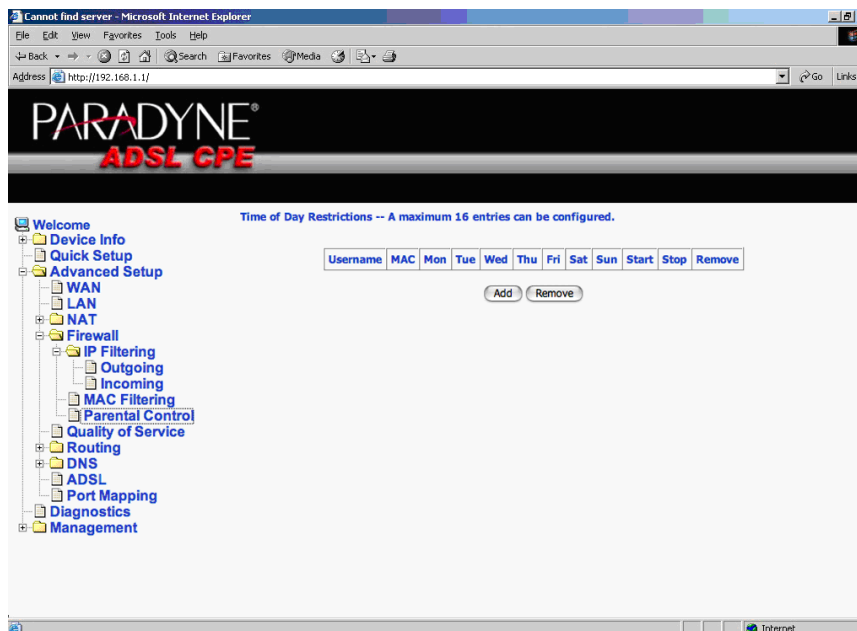 Cannot find server - Microsoft Internet Explorer
File Edit View Favorites Tools Help
Back Search Favorites Media
Address http://192.168.1.1/ Go Links
PARADYNE®
ADSL CPE
Welcome
Device Info
Quick Setup
Advanced Setup
WAN
LAN
NAT
Firewall
IP Filtering
Outgoing
Incoming
MAC Filtering
Parental Control
Quality of Service
Routing
DNS
ADSL
Port Mapping
Diagnostics
Management
Time of Day Restrictions -- A maximum 16 entries can be configured.
Username MAC Mon Tue Wed Thu Fri Sat Sun Start Stop Remove
Add Remove
Internet